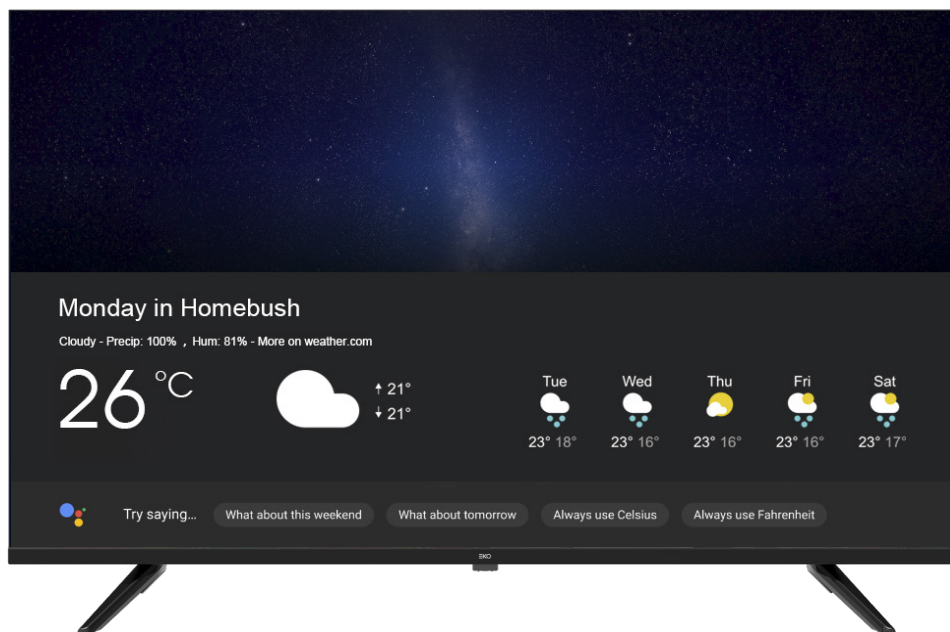 Monday in Homebush
Cloudy - Precip: 100% , Hum: 81% - More on weather.com
26 °C
↑ 21°
↓ 21°
Tue Wed Thu Fri Sat
23° 18° 23° 16° 23° 16° 23° 16° 23° 17°
Try saying... What about this weekend What about tomorrow Always use Celsius Always use Fahrenheit
EKO